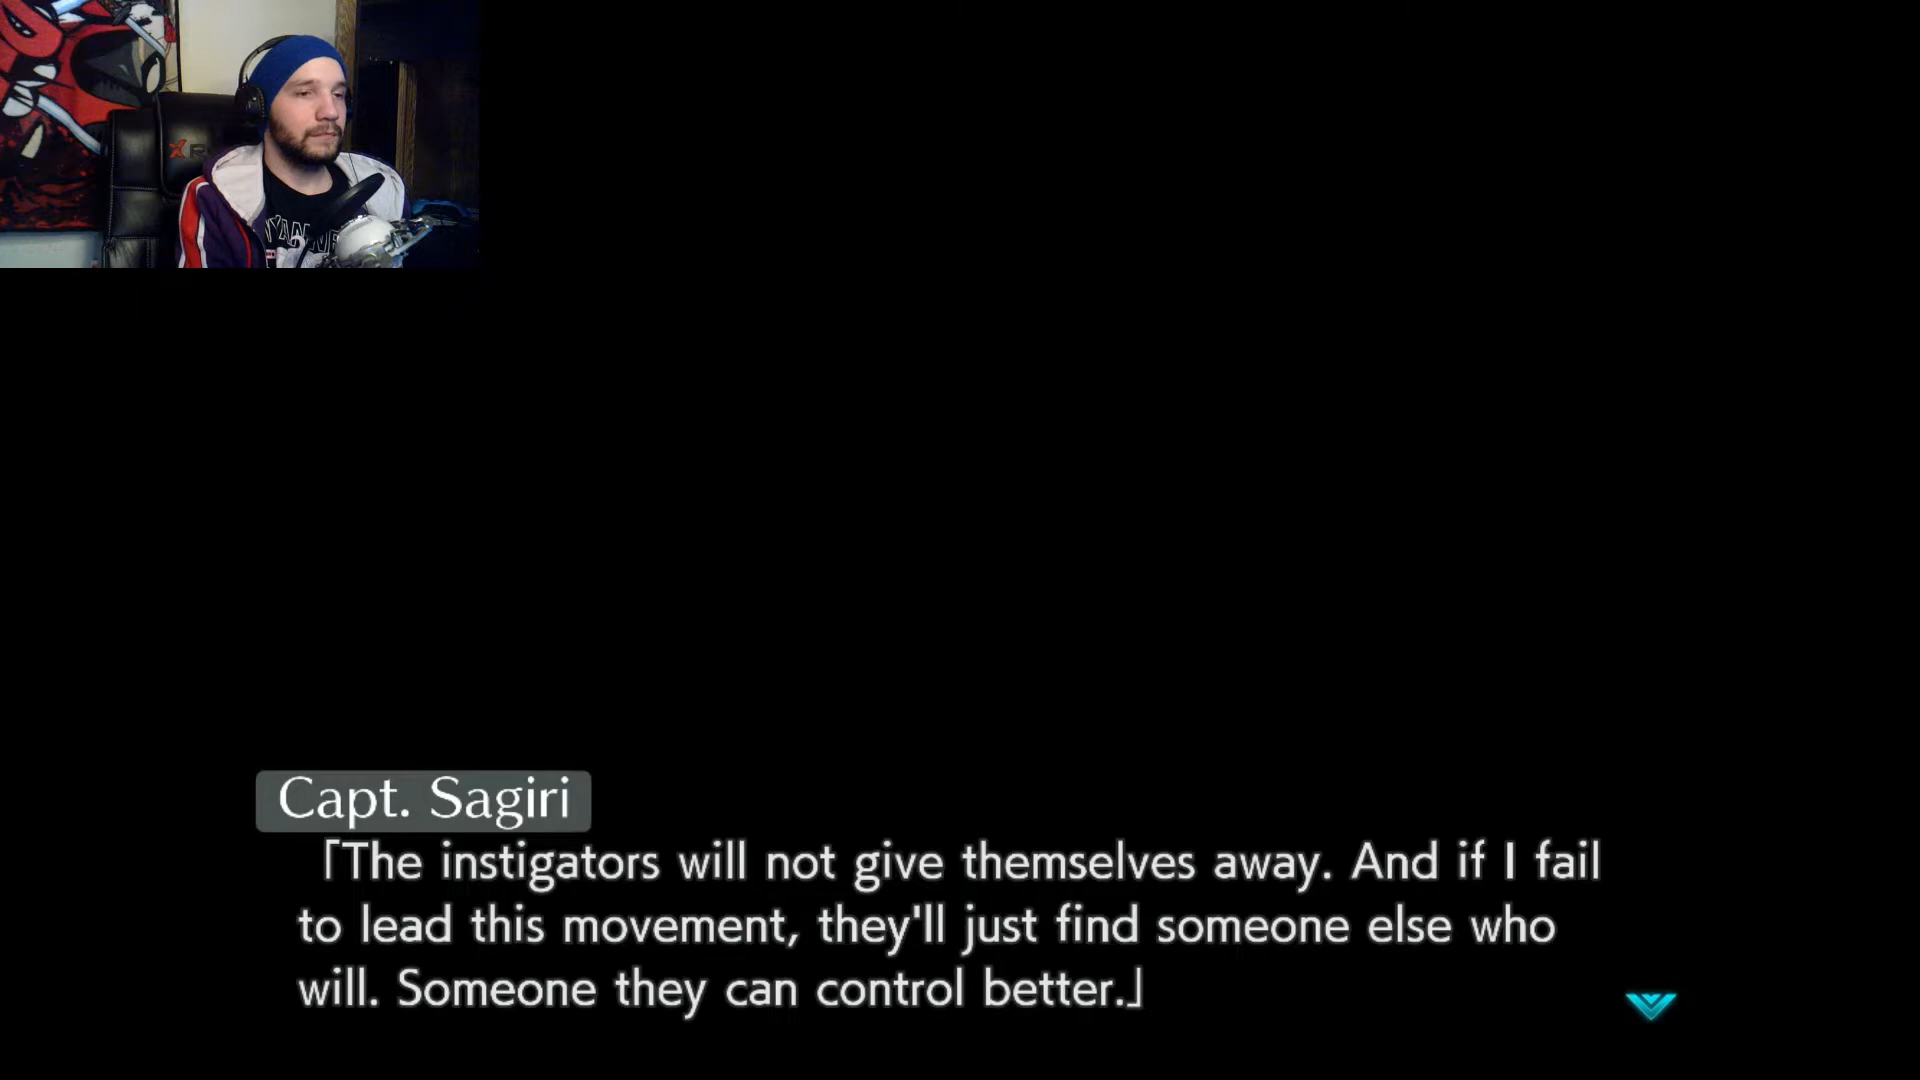 Capt. Sagiri
「The instigators will not give themselves away. And if I fail
to lead this movement, they'll just find someone else who
will. Someone they can control better.」